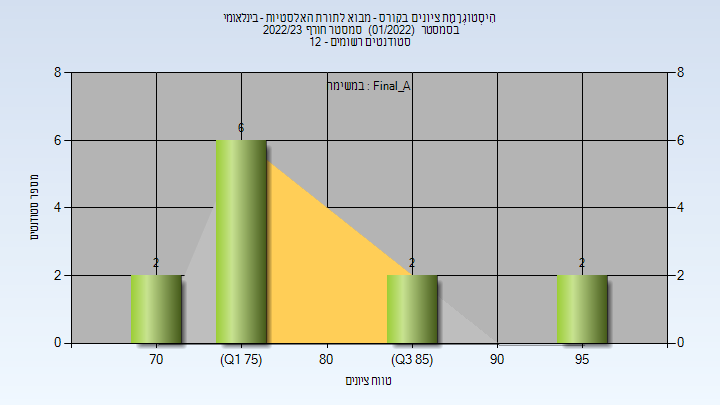 הִיסְטוֹגְרָמַת ציונים בקורס - מבוא לתורת האלסטיות - בינלאומי
בסמסטר (01/2022) סמסטר חורף 2022/23
סטודנטים רשומים - 12
במשימה : Final_A
מספר סטודנטים
8 8
6 6
4 4
2 2
0 0
2 6 2 2
70 (Q1 75) 80 (Q3 85) 90 95
טווח ציונים